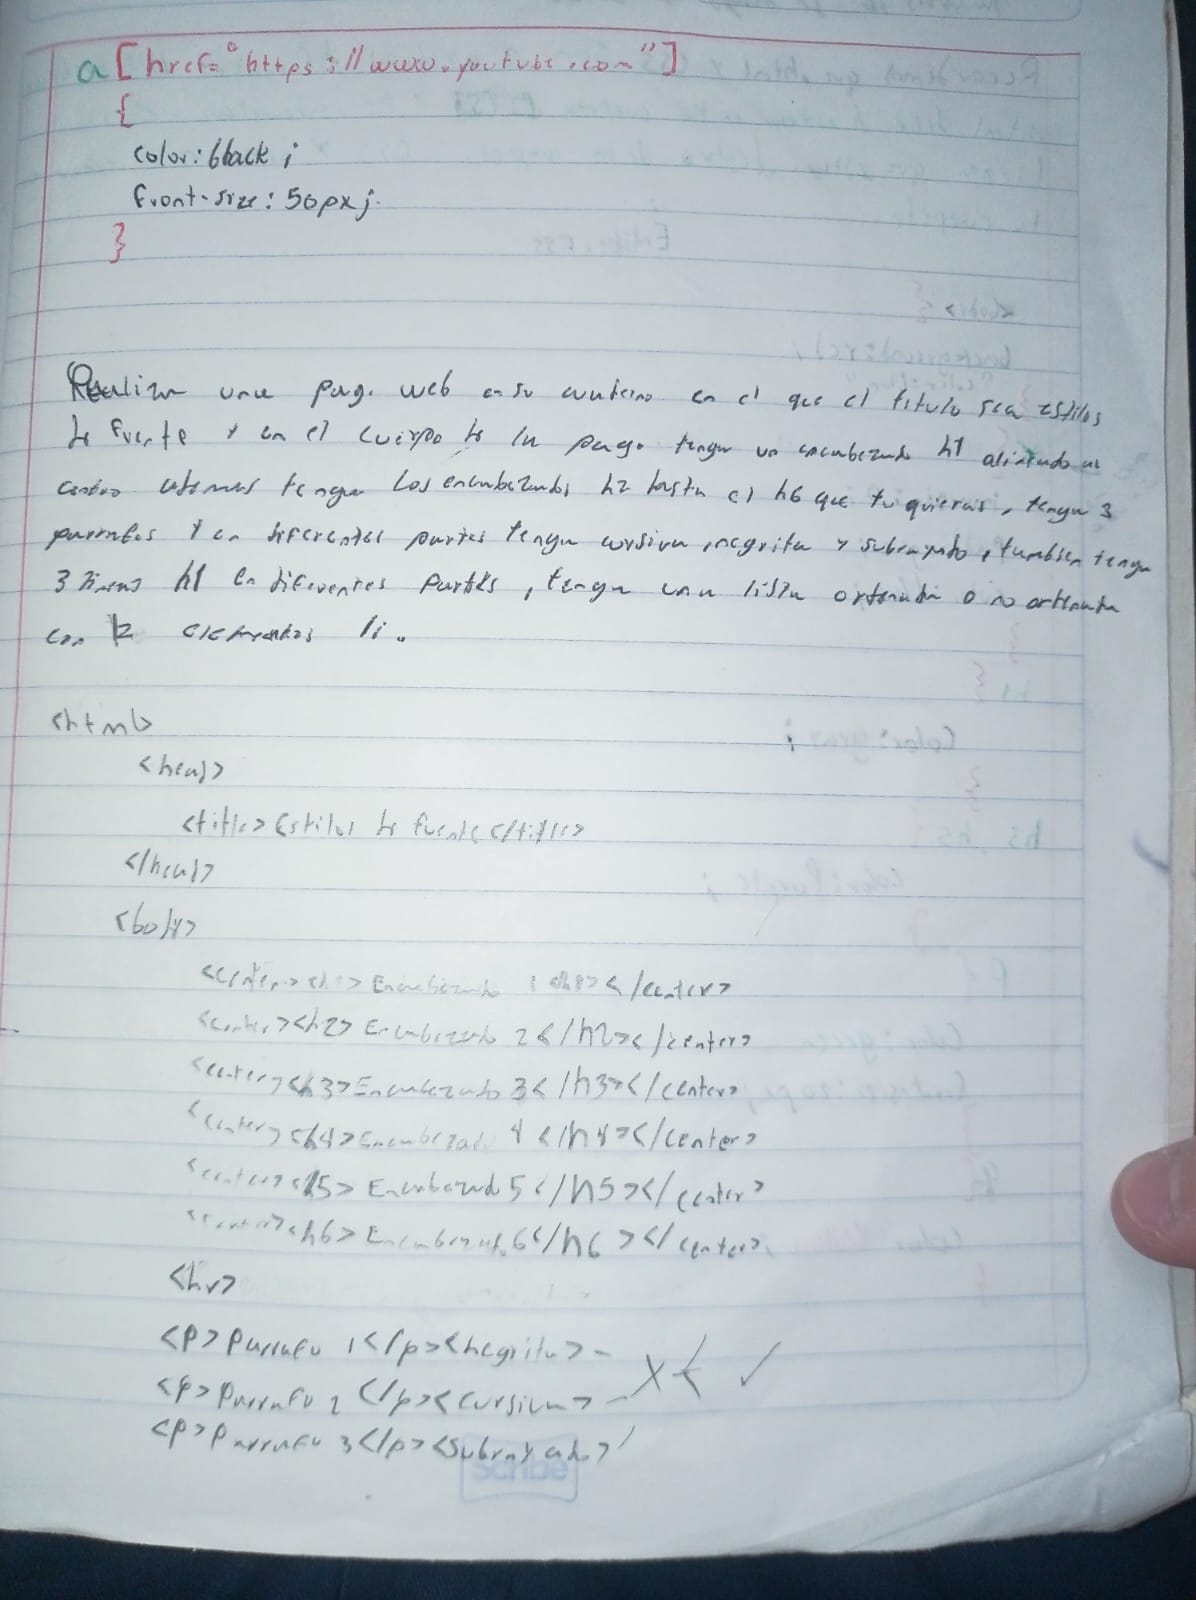 a [href="https://www.youtube.com"]
{
color: black;
front-size: 50px;
}
Realizar una pag. web en su cuaderno en el que el titulo sea estilos
de fuente y en el cuerpo de la pag. tenga un encabezado h1 alineado al
centro ademas tenga los encabezados h2 hasta el h6 que tu quieras, tenga 3
parrafos y en diferentes partes tenga cursiva, negrita y subrayado, tambien tenga
3 lineas h1 en diferentes partes, tenga una lista ordenada o no ordenada
con 12 elementos li.
<html>
<head>
<title> Estilos de fuente </title>
</head>
<body>
<center><h1> Encabezado 1 <h1></center>
<center><h2> Encabezado 2 </h2></center>
<center><h3> Encabezado 3 </h3></center>
<center><h4> Encabezado 4 </h4></center>
<center><h5> Encabezado 5 </h5></center>
<center><h6> Encabezado 6 </h6></center>
<hr>
<p> Parrafo 1 </p><negrita>
<p> Parrafo 2 </p><cursiva>
<p> Parrafo 3 </p><subrayado>
Scribe